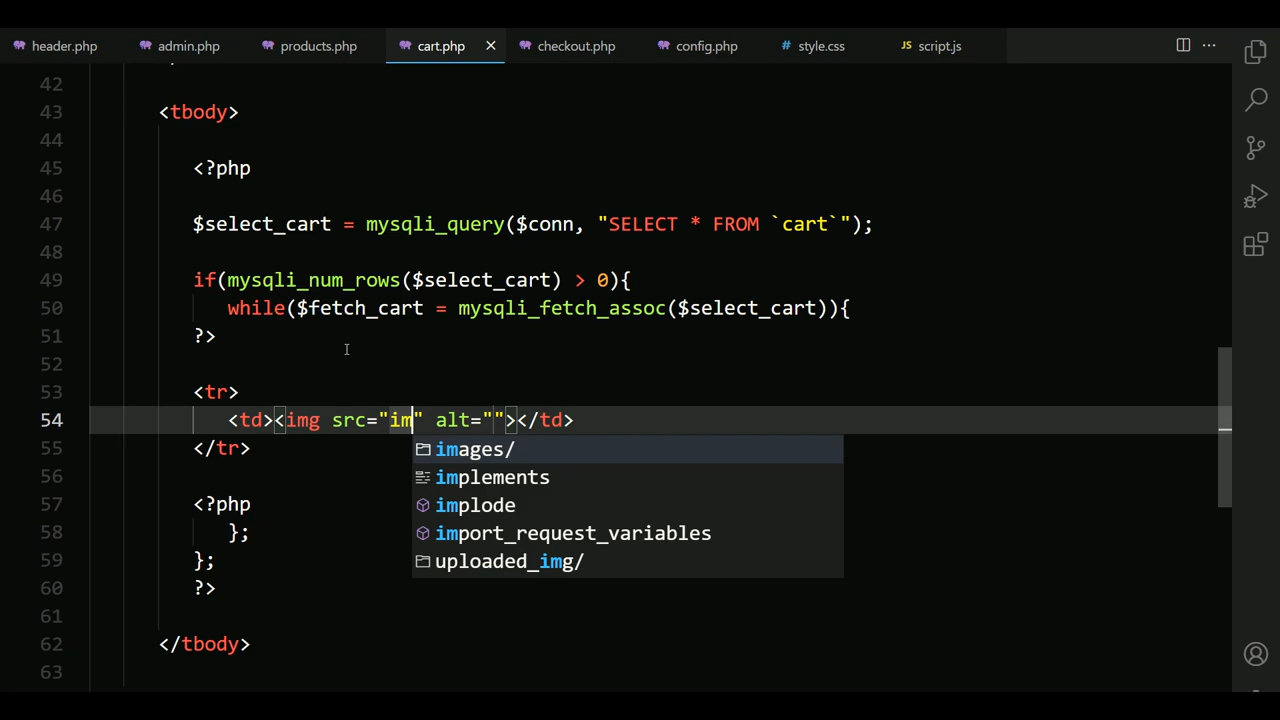 header.php admin.php products.php cart.php × checkout.php config.php # style.css JS script.js ···
42
43 <tbody>
44
45 <?php
46
47 $select_cart = mysqli_query($conn, "SELECT * FROM `cart`");
48
49 if(mysqli_num_rows($select_cart) > 0){
50 while($fetch_cart = mysqli_fetch_assoc($select_cart)){
51 ?>
52
53 <tr>
54 <td><img src="im" alt=""></td>
images/
55 </tr>
implements
56
implode
57 <?php
import_request_variables
58 };
uploaded_img/
59 };
60 ?>
61
62 </tbody>
63